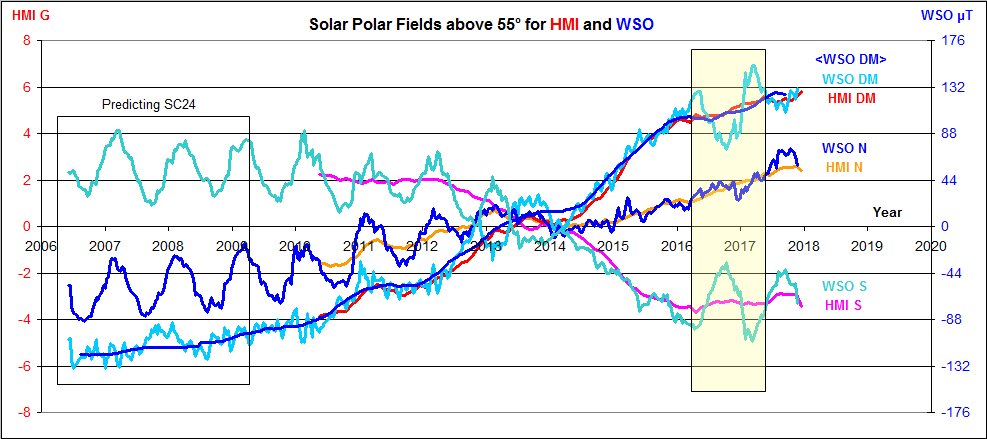 HMI G
Solar Polar Fields above 55° for HMI and WSO
WSO µT
8
6
4
2
0
-2
-4
-6
-8
176
132
88
44
0
-44
-88
-132
-176
Predicting SC24
<WSO DM>
WSO DM
HMI DM
WSO N
HMI N
Year
2006 2007 2008 2009 2010 2011 2012 2013 2014 2015 2016 2017 2018 2019 2020
WSO S
HMI S